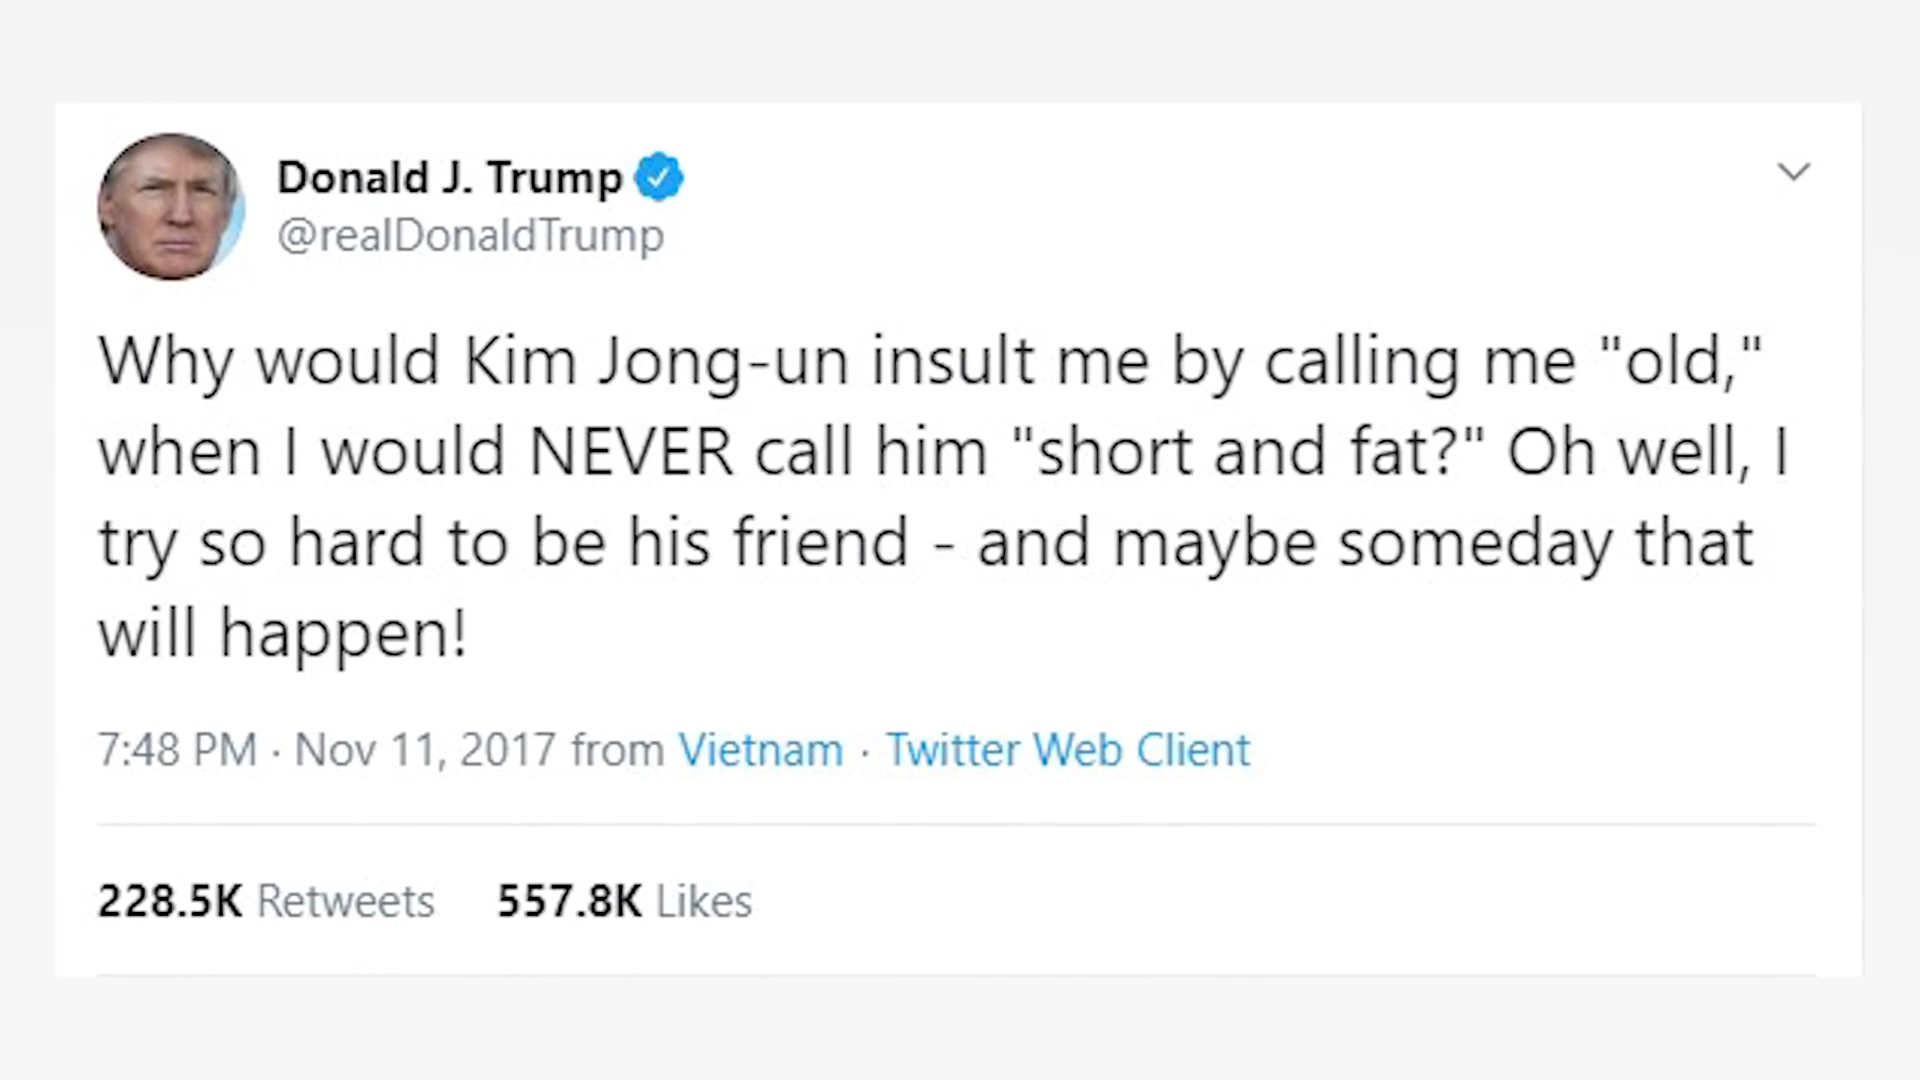 Donald J. Trump
@realDonaldTrump
Why would Kim Jong-un insult me by calling me "old,"
when I would NEVER call him "short and fat?" Oh well, I
try so hard to be his friend - and maybe someday that
will happen!
7:48 PM · Nov 11, 2017 from Vietnam · Twitter Web Client
228.5K Retweets 557.8K Likes